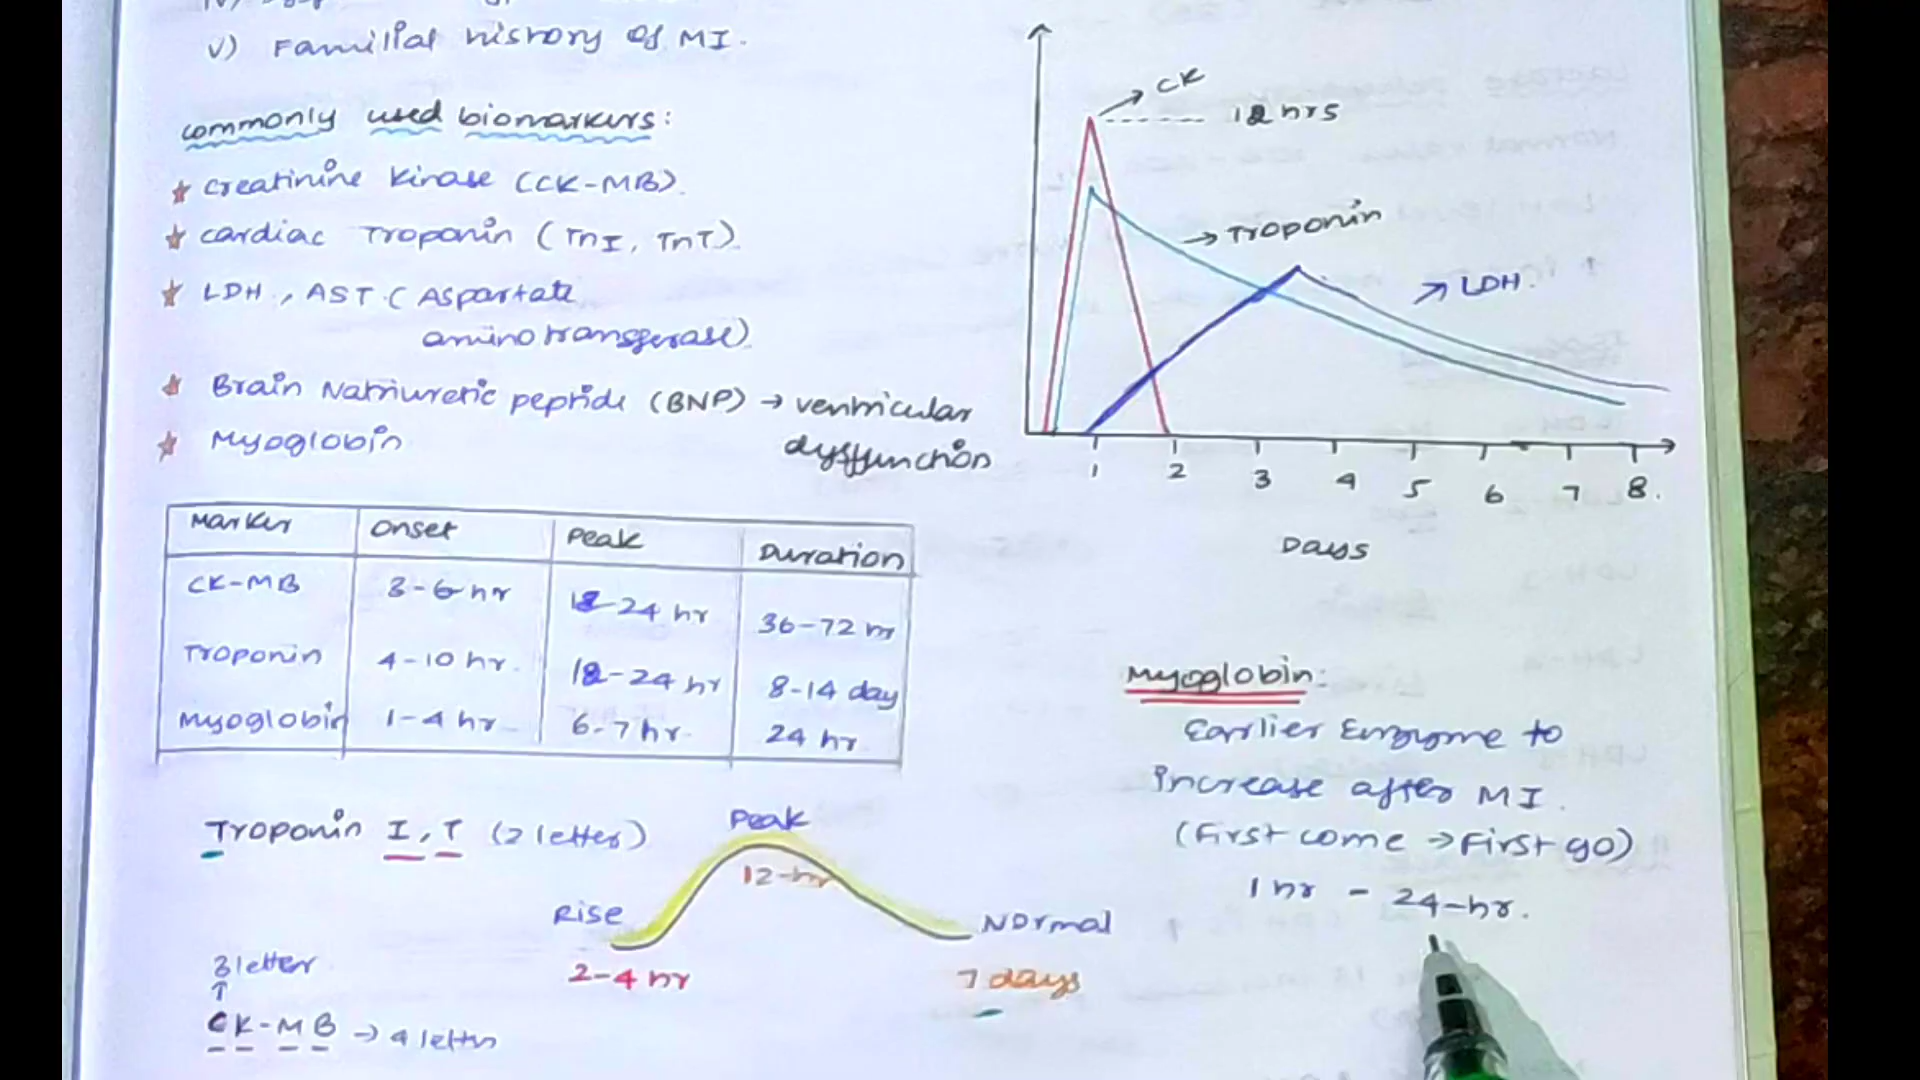 v) Familial history of MI.
commonly used biomarkers:
creatinine kinase (CK-MB).
cardiac Troponin (TnI, TnT).
LDH, AST (Aspartate
aminotransferase).
Brain Natriuretic peptide (BNP) → ventricular
dysfunction
Myoglobin
Marker Onset Peak Duration
CK-MB 3-6 hr 12-24 hr 36-72 hr
Troponin 4-10 hr. 12-24 hr 8-14 day
Myoglobin 1-4 hr 6-7 hr 24 hr
Troponin I, T (2 letter)
Peak
12-hr
Rise
2-4 hr
Normal
7 days
3 letter
↑
CK-MB → 4 letter
→ CK
12 hrs
→ Troponin
→ LDH.
1 2 3 4 5 6 7 8.
Days
Myoglobin:
Earlier Enzyme to
increase after MI.
(First come → First go)
1 hr - 24-hr.